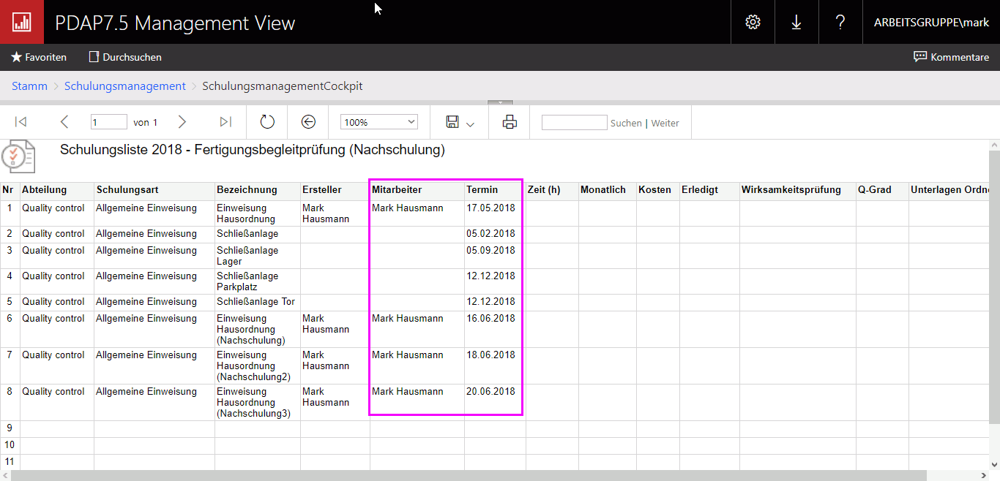 PDAP7.5 Management View
ARBEITSGRUPPE\mark
Favoriten
Durchsuchen
Kommentare
Stamm > Schulungsmanagement > SchulungsmanagementCockpit
1 von 1
100%
Suchen | Weiter
Schulungsliste 2018 - Fertigungsbegleitprüfung (Nachschulung)
Nr Abteilung Schulungsart Bezeichnung Ersteller Mitarbeiter Termin Zeit (h) Monatlich Kosten Erledigt Wirksamkeitsprüfung Q-Grad Unterlagen Ordne
1 Quality control Allgemeine Einweisung Einweisung Mark Mark Hausmann 17.05.2018
Hausordnung Hausmann
2 Quality control Allgemeine Einweisung Schließanlage 05.02.2018
3 Quality control Allgemeine Einweisung Schließanlage 05.09.2018
Lager
4 Quality control Allgemeine Einweisung Schließanlage 12.12.2018
Parkplatz
5 Quality control Allgemeine Einweisung Schließanlage Tor 12.12.2018
6 Quality control Allgemeine Einweisung Einweisung Mark Mark Hausmann 16.06.2018
Hausordnung Hausmann
(Nachschulung)
7 Quality control Allgemeine Einweisung Einweisung Mark Mark Hausmann 18.06.2018
Hausordnung Hausmann
(Nachschulung2)
8 Quality control Allgemeine Einweisung Einweisung Mark Mark Hausmann 20.06.2018
Hausordnung Hausmann
(Nachschulung3)
9
10
11